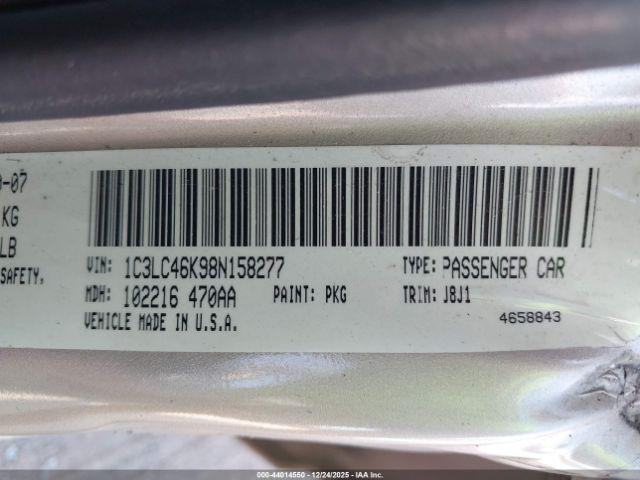 -07
KG
LB
SAFETY,
VIN: 1C3LC46K98N158277 TYPE: PASSENGER CAR
MDH: 102216 470AA PAINT: PKG TRIM: J8J1
VEHICLE MADE IN U.S.A. 4658843
00-44014550 - 12/24/2025 - IAA Inc.